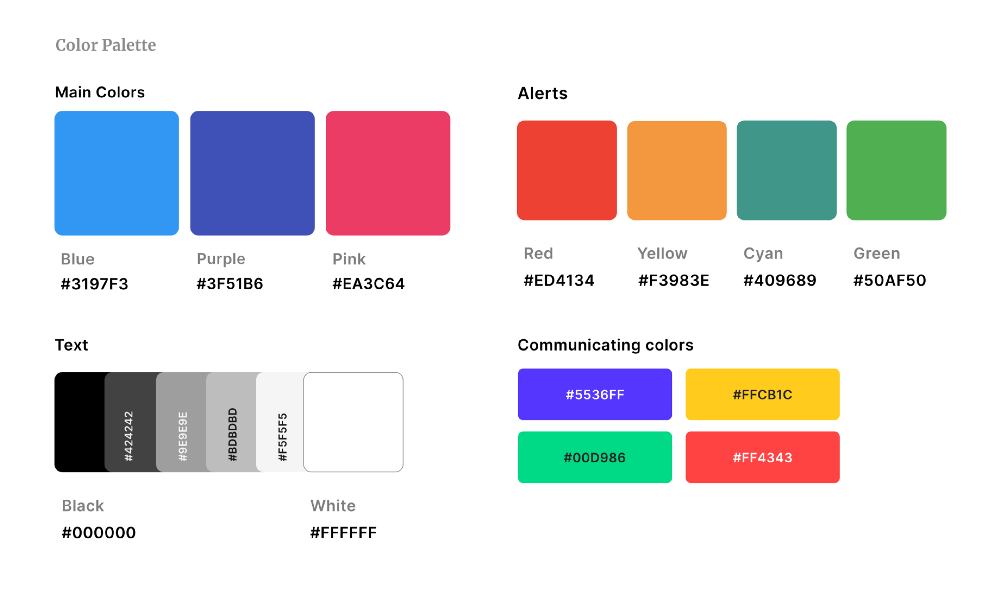 Color Palette
Main Colors
Blue
#3197F3
Purple
#3F51B6
Pink
#EA3C64
Alerts
Red
#ED4134
Yellow
#F3983E
Cyan
#409689
Green
#50AF50
Text
#424242
#9E9E9E
#BDBDBD
#F5F5F5
Black
#000000
White
#FFFFFF
Communicating colors
#5536FF
#FFCB1C
#00D986
#FF4343